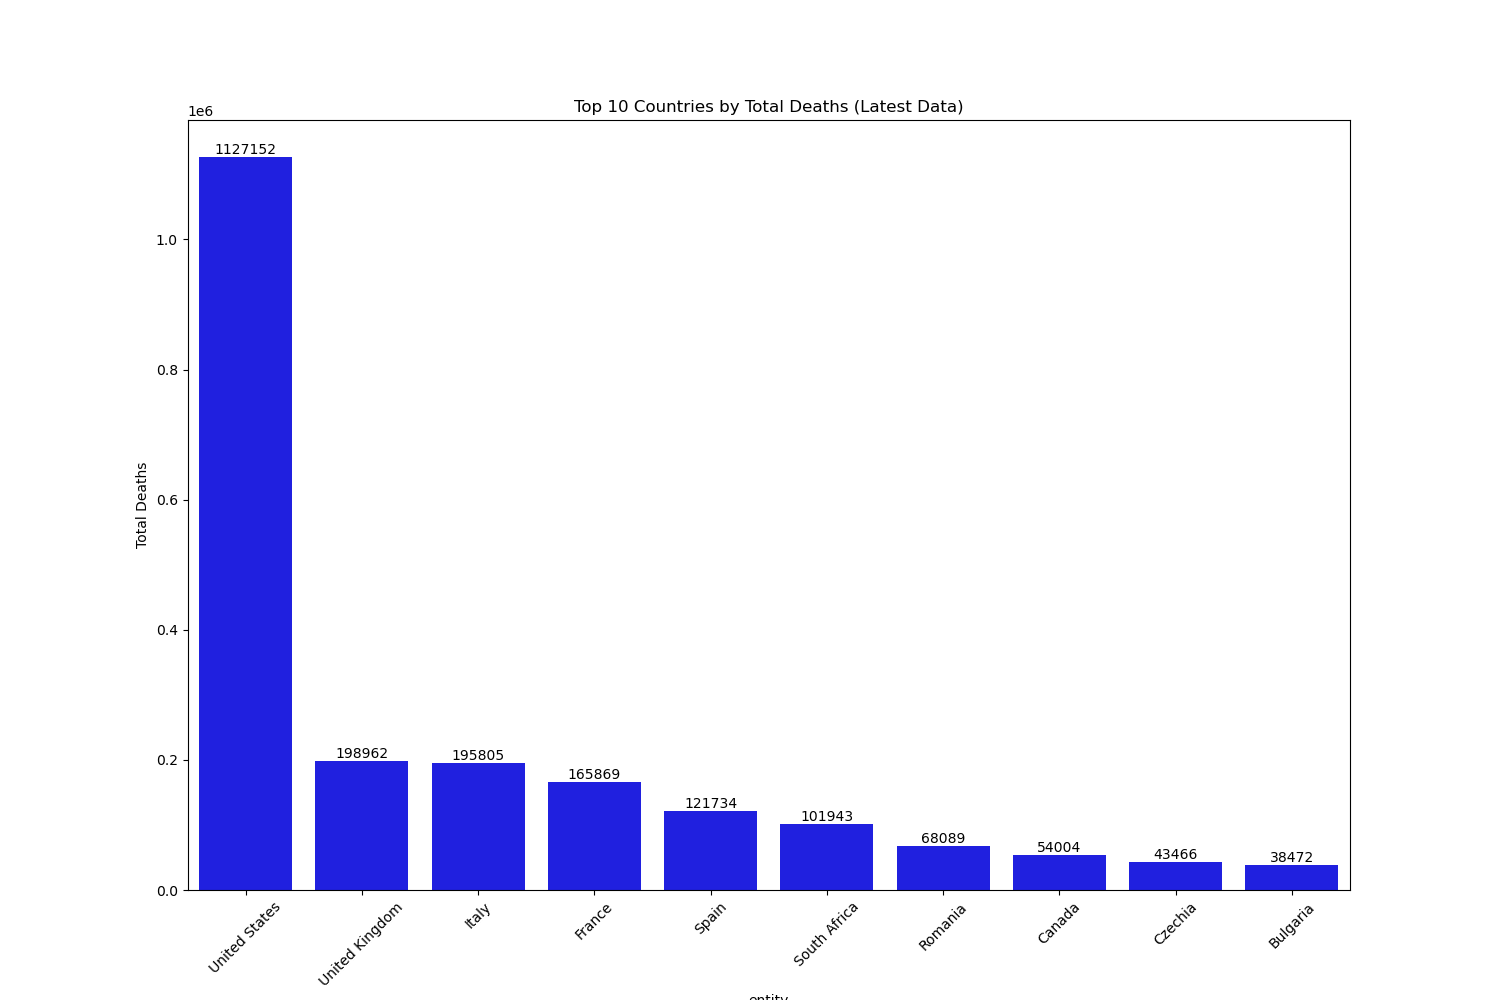 Top 10 Countries by Total Deaths (Latest Data)
1e6
1127152
1.0
0.8
Total Deaths
0.6
0.4
0.2
0.0
198962
195805
165869
121734
101943
68089
54004
43466
38472
United States
United Kingdom
Italy
France
Spain
South Africa
Romania
Canada
Czechia
Bulgaria
entity